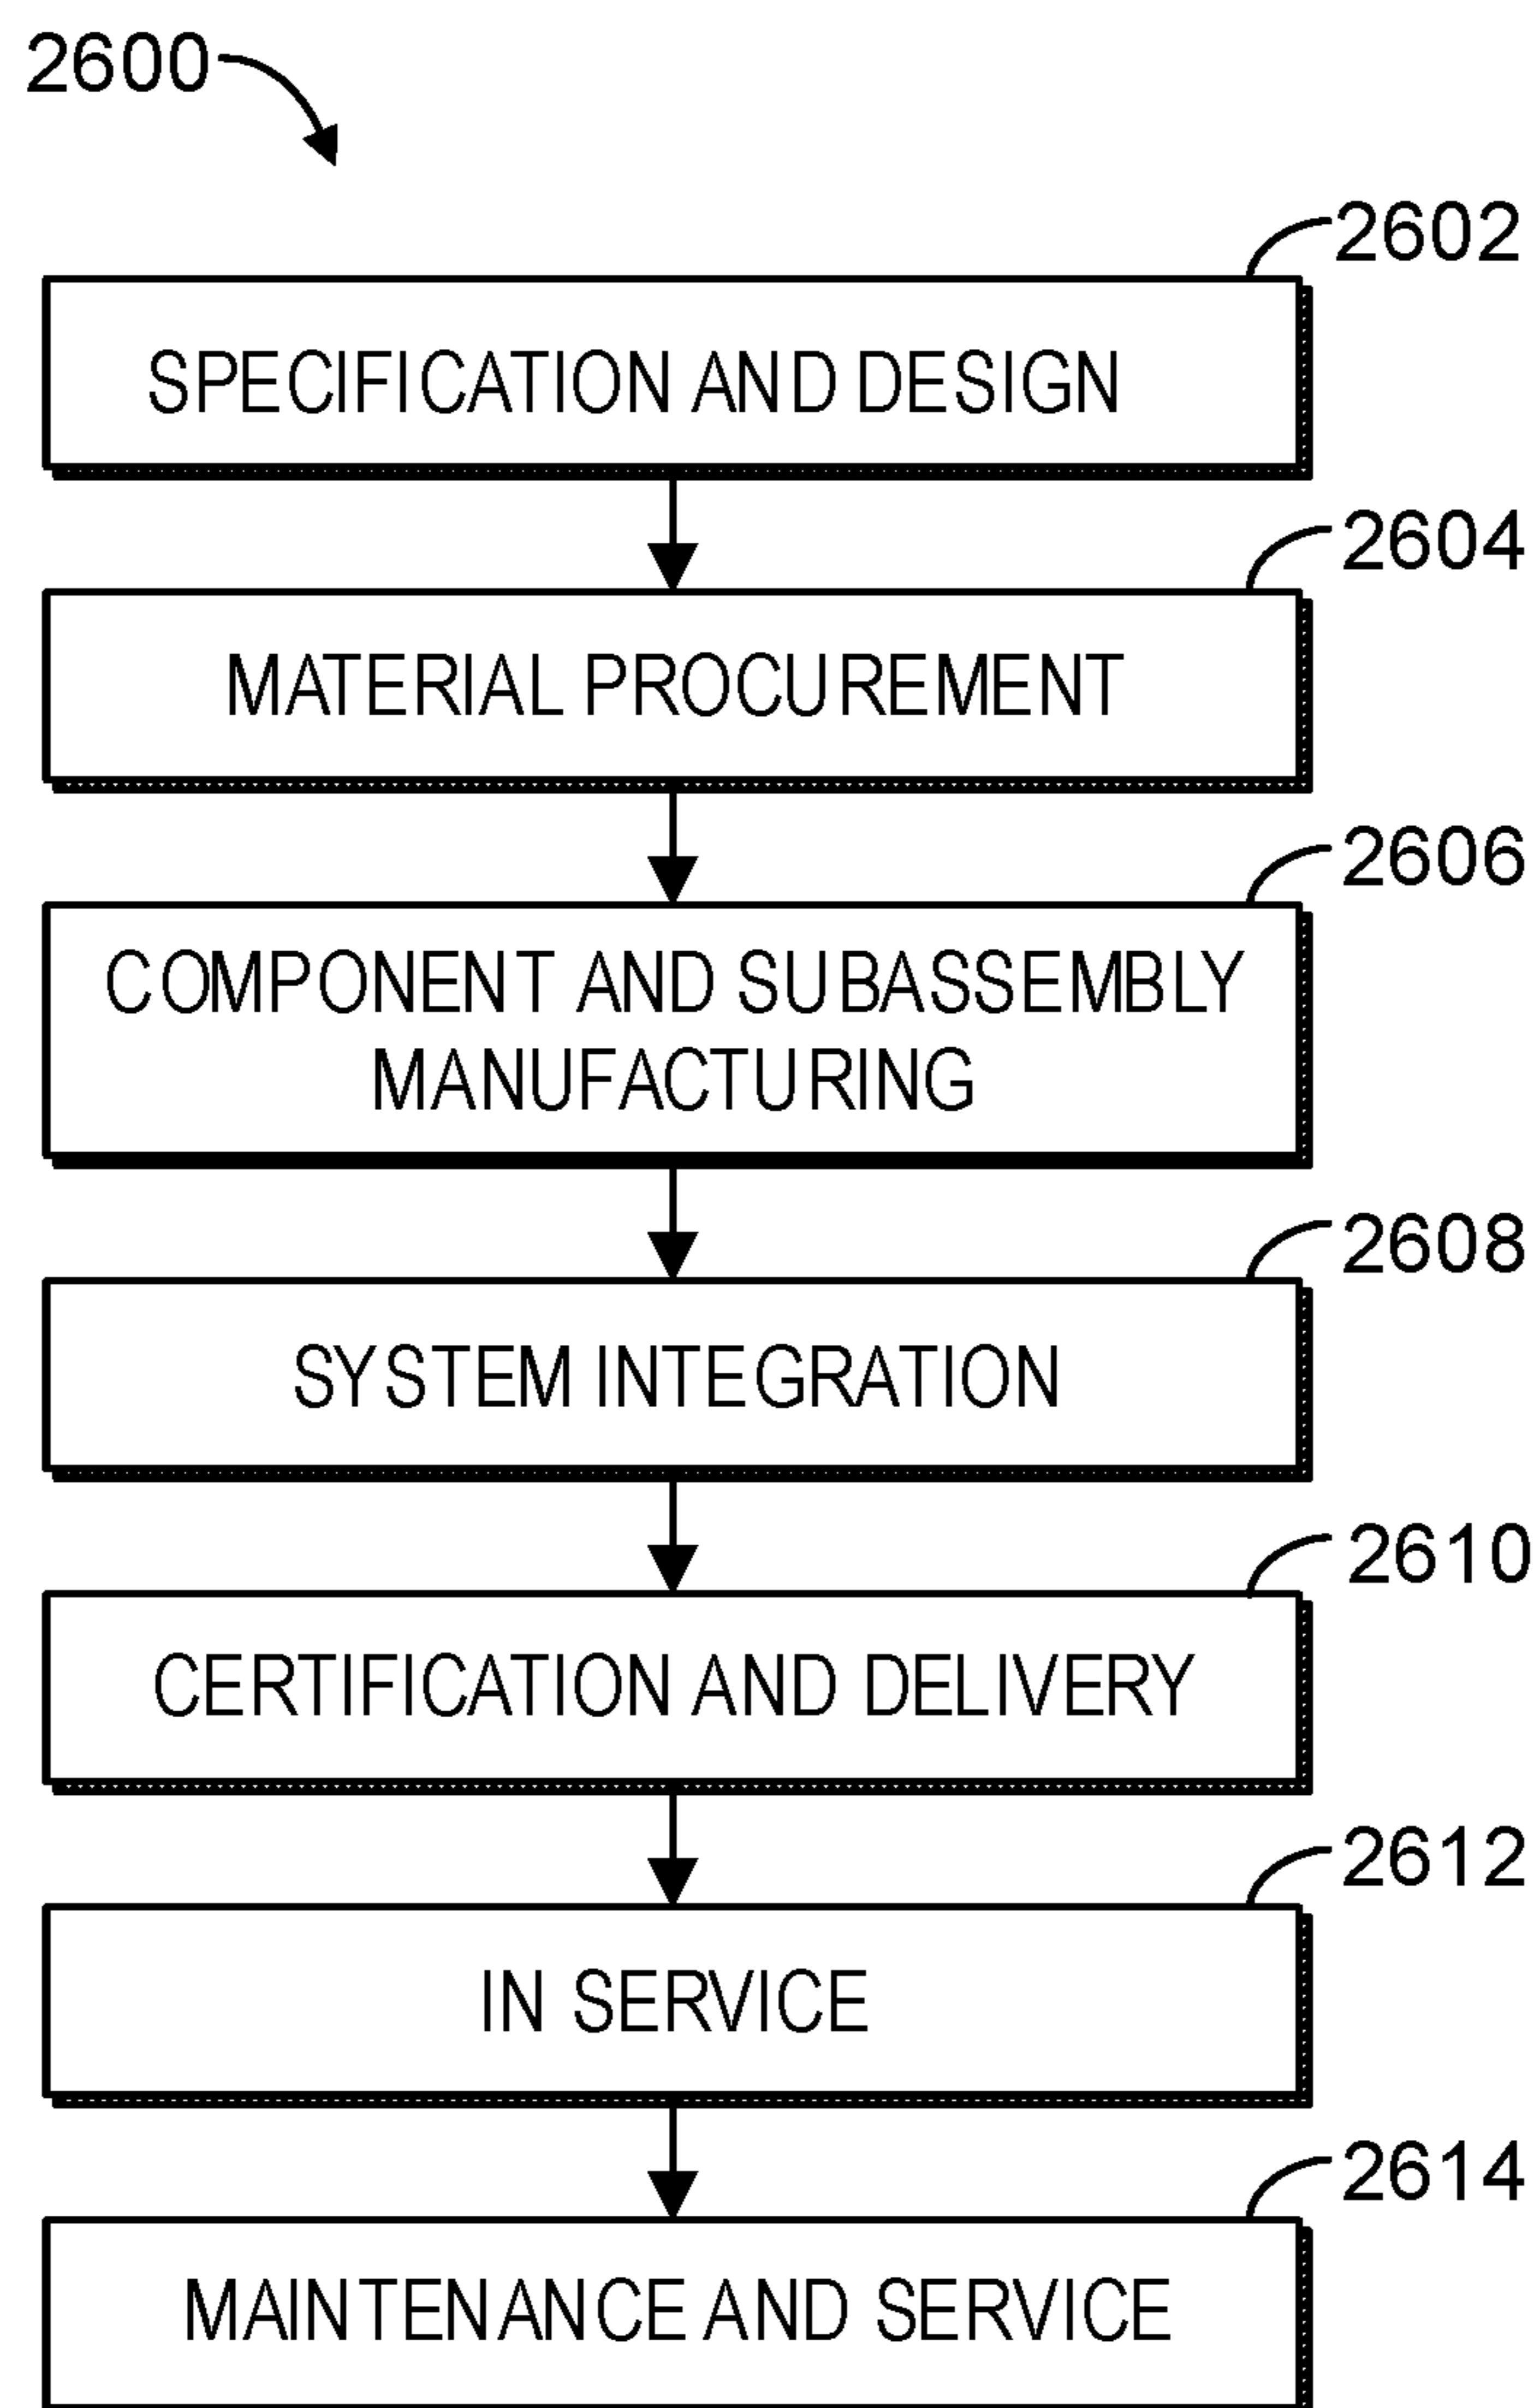 2600
2602
SPECIFICATION AND DESIGN
2604
MATERIAL PROCUREMENT
2606
COMPONENT AND SUBASSEMBLY
MANUFACTURING
2608
SYSTEM INTEGRATION
2610
CERTIFICATION AND DELIVERY
2612
IN SERVICE
2614
MAINTENANCE AND SERVICE